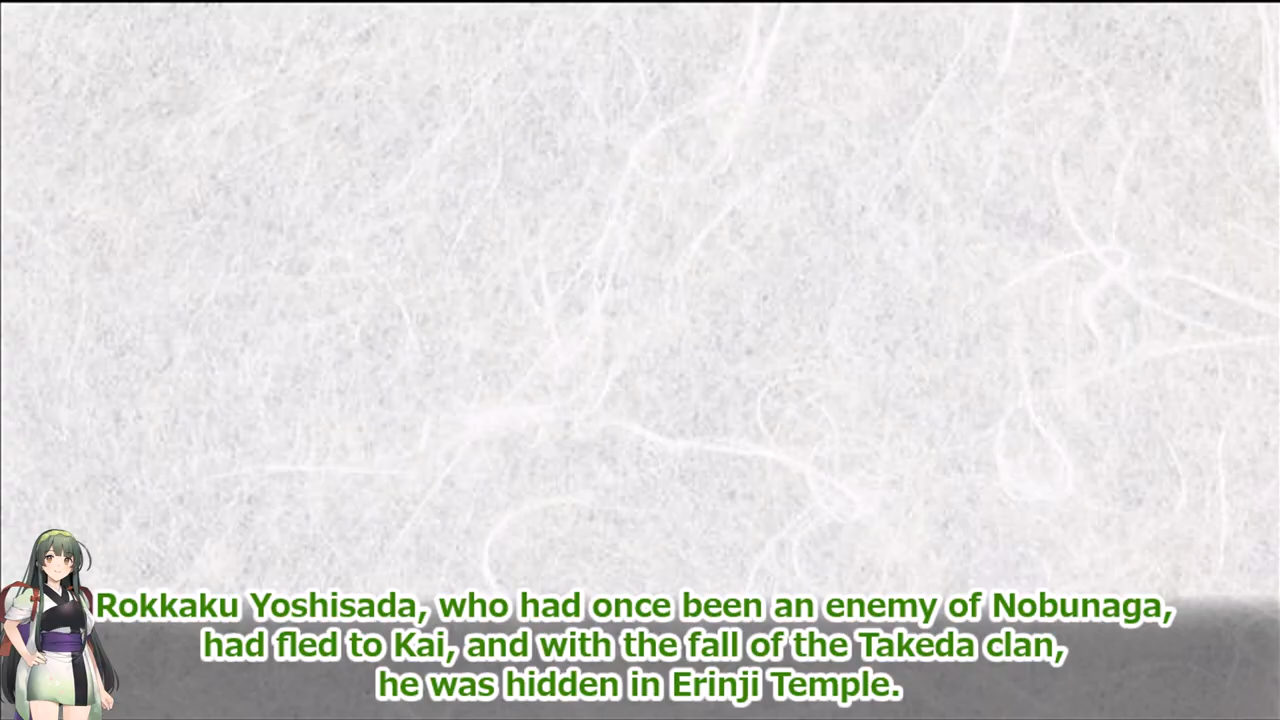 Rokkaku Yoshisada, who had once been an enemy of Nobunaga,
had fled to Kai, and with the fall of the Takeda clan,
he was hidden in Erinji Temple.